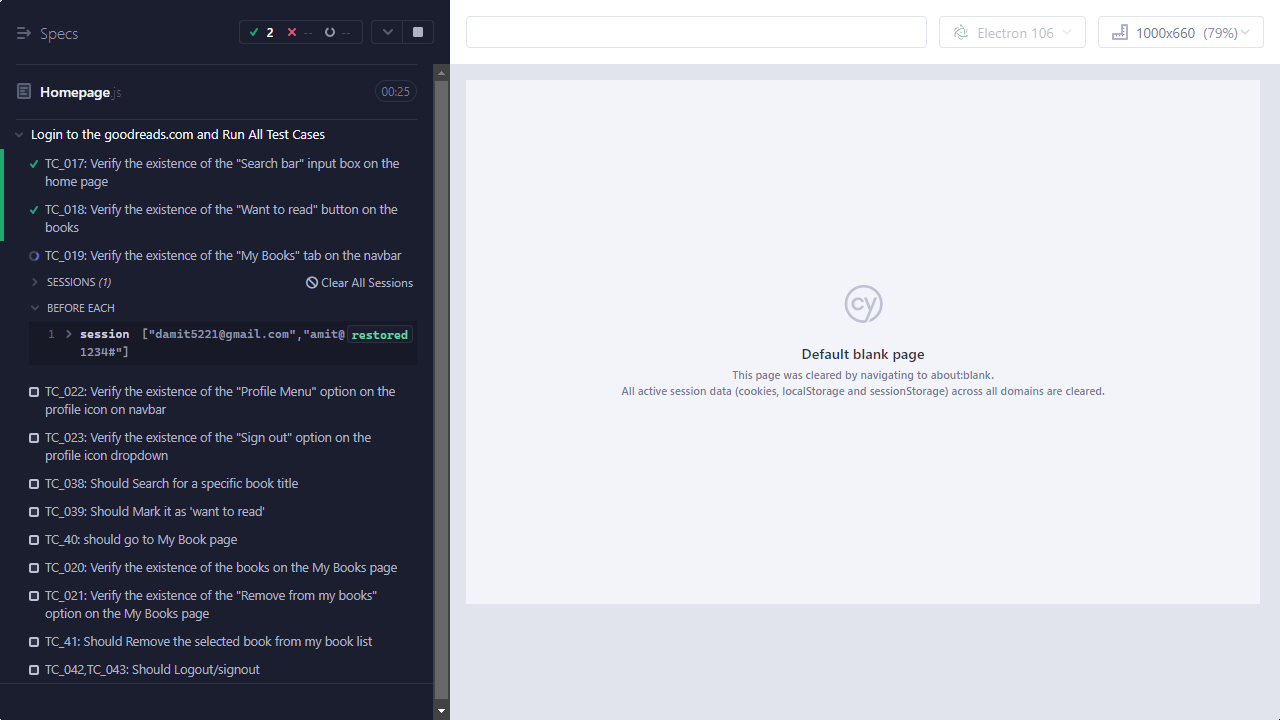 Specs
2
--
--
Electron 106
1000x660 (79%)
Homepage.js
00:25
Login to the goodreads.com and Run All Test Cases
TC_017: Verify the existence of the "Search bar" input box on the
home page
TC_018: Verify the existence of the "Want to read" button on the
books
TC_019: Verify the existence of the "My Books" tab on the navbar
SESSIONS (1)
Clear All Sessions
BEFORE EACH
1 session ["damit5221@gmail.com","amit@ restored
1234#"]
TC_022: Verify the existence of the "Profile Menu" option on the
profile icon on navbar
TC_023: Verify the existence of the "Sign out" option on the
profile icon dropdown
TC_038: Should Search for a specific book title
TC_039: Should Mark it as 'want to read'
TC_40: should go to My Book page
TC_020: Verify the existence of the books on the My Books page
TC_021: Verify the existence of the "Remove from my books"
option on the My Books page
TC_41: Should Remove the selected book from my book list
TC_042,TC_043: Should Logout/signout
cy
Default blank page
This page was cleared by navigating to about:blank.
All active session data (cookies, localStorage and sessionStorage) across all domains are cleared.